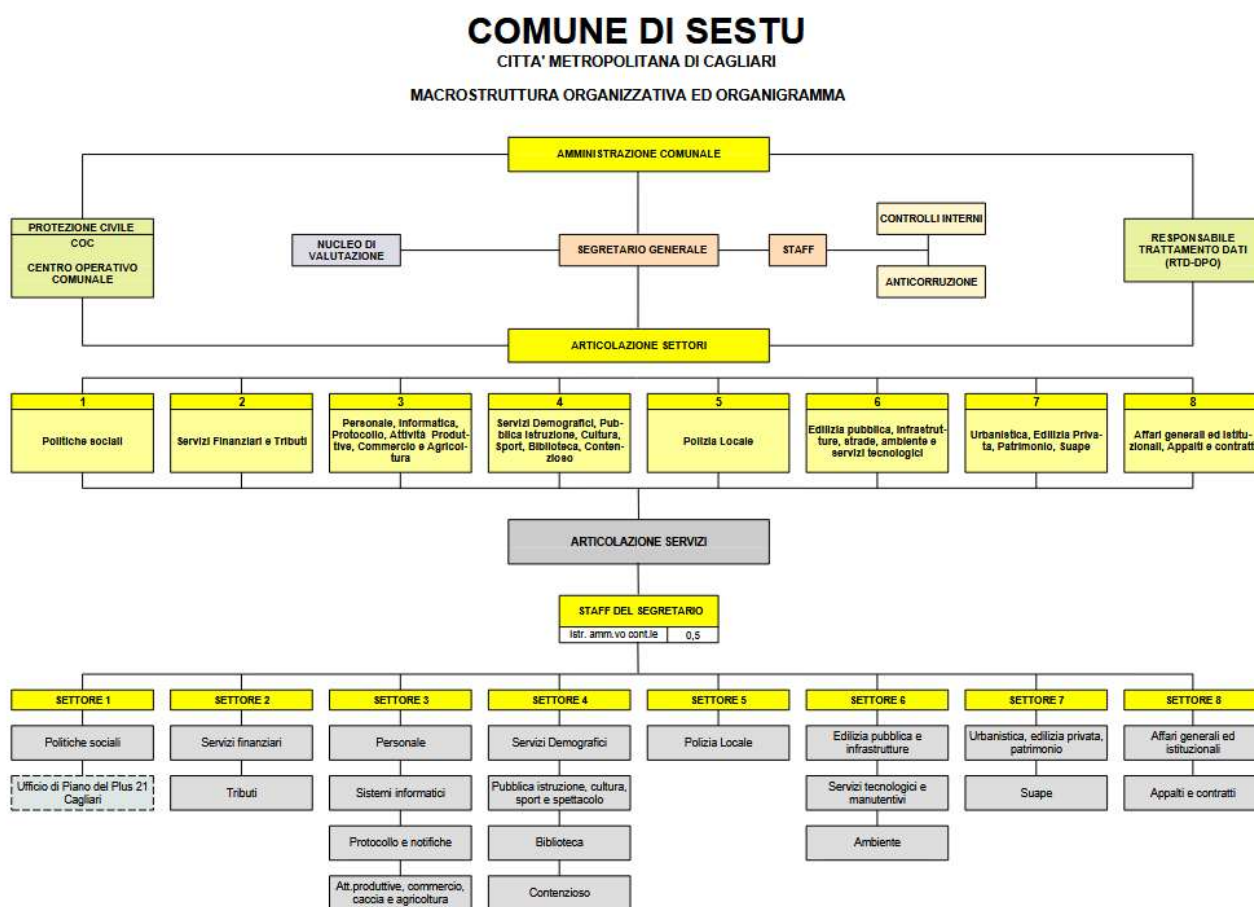 COMUNE DI SESTU
CITTA' METROPOLITANA DI CAGLIARI
MACROSTRUTTURA ORGANIZZATIVA ED ORGANIGRAMMA
AMMINISTRAZIONE COMUNALE
PROTEZIONE CIVILE
COC
CENTRO OPERATIVO
COMUNALE
NUCLEO DI
VALUTAZIONE
SEGRETARIO GENERALE
STAFF
CONTROLLI INTERNI
ANTICORRUZIONE
RESPONSABILE
TRATTAMENTO DATI
(RTD-DPO)
ARTICOLAZIONE SETTORI
1
Politiche sociali
2
Servizi Finanziari e Tributi
3
Personale, Informatica,
Protocollo, Attività Produt-
tive, Commercio e Agricol-
tura
4
Servizi Demografici, Pub-
blica Istruzione, Cultura,
Sport, Biblioteca, Conten-
zioso
5
Polizia Locale
6
Edilizia pubblica, Infrastrut-
ture, strade, ambiente e
servizi tecnologici
7
Urbanistica, Edilizia Priva-
ta, Patrimonio, Suape
8
Affari generali ed istitu-
zionali, Appalti e contratti
ARTICOLAZIONE SERVIZI
STAFF DEL SEGRETARIO
Istr. amm.vo cont.le 0,5
SETTORE 1
Politiche sociali
Ufficio di Piano del Plus 21
Cagliari
SETTORE 2
Servizi finanziari
Tributi
SETTORE 3
Personale
Sistemi informatici
Protocollo e notifiche
Att.produttive, commercio,
caccia e agricoltura
SETTORE 4
Servizi Demografici
Pubblica istruzione, cultura,
sport e spettacolo
Biblioteca
Contenzioso
SETTORE 5
Polizia Locale
SETTORE 6
Edilizia pubblica e
infrastrutture
Servizi tecnologici e
manutentivi
Ambiente
SETTORE 7
Urbanistica, edilizia privata,
patrimonio
Suape
SETTORE 8
Affari generali ed
istituzionali
Appalti e contratti